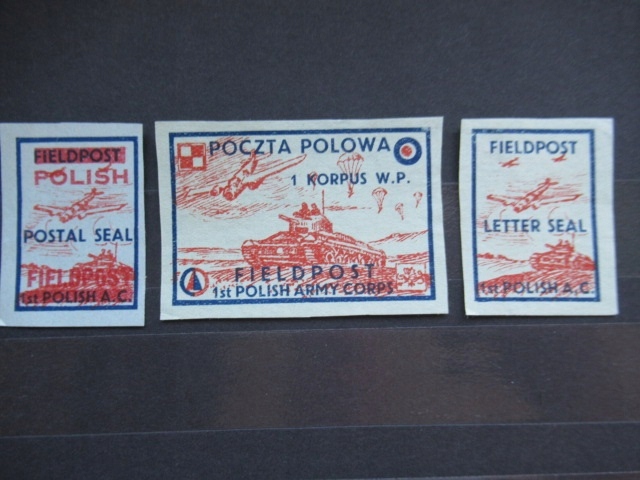 FIELDPOST
POLISH
POSTAL SEAL
FIELDPOST
1st POLISH A.C.
POCZTA POLOWA
1 KORPUS W.P.
FIELDPOST
1st POLISH ARMY CORPS
FIELDPOST
LETTER SEAL
1st POLISH A.C.